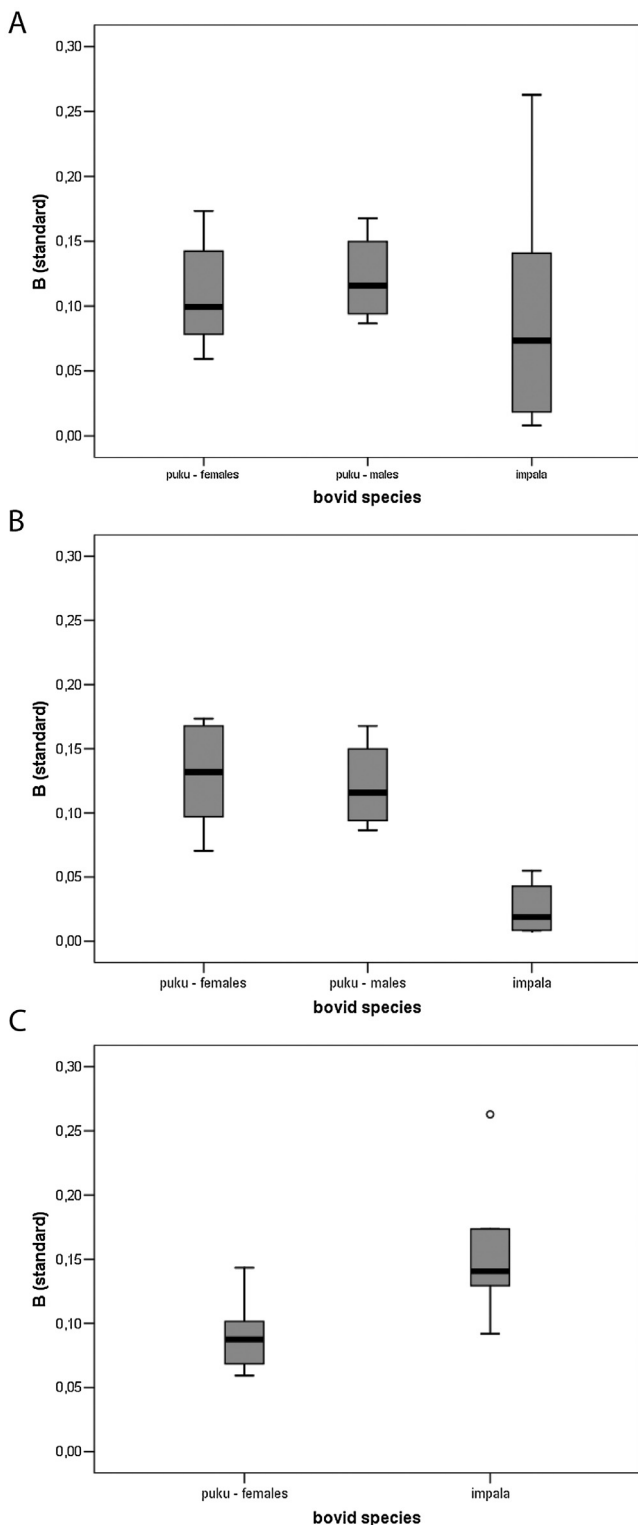 A
0,30
0,25
0,20
0,15
0,10
0,05
0,00
B (standard)
puku - females puku - males impala
bovid species
B
0,30
0,25
0,20
0,15
0,10
0,05
0,00
B (standard)
puku - females puku - males impala
bovid species
C
0,30
0,25
0,20
0,15
0,10
0,05
0,00
B (standard)
puku - females impala
bovid species